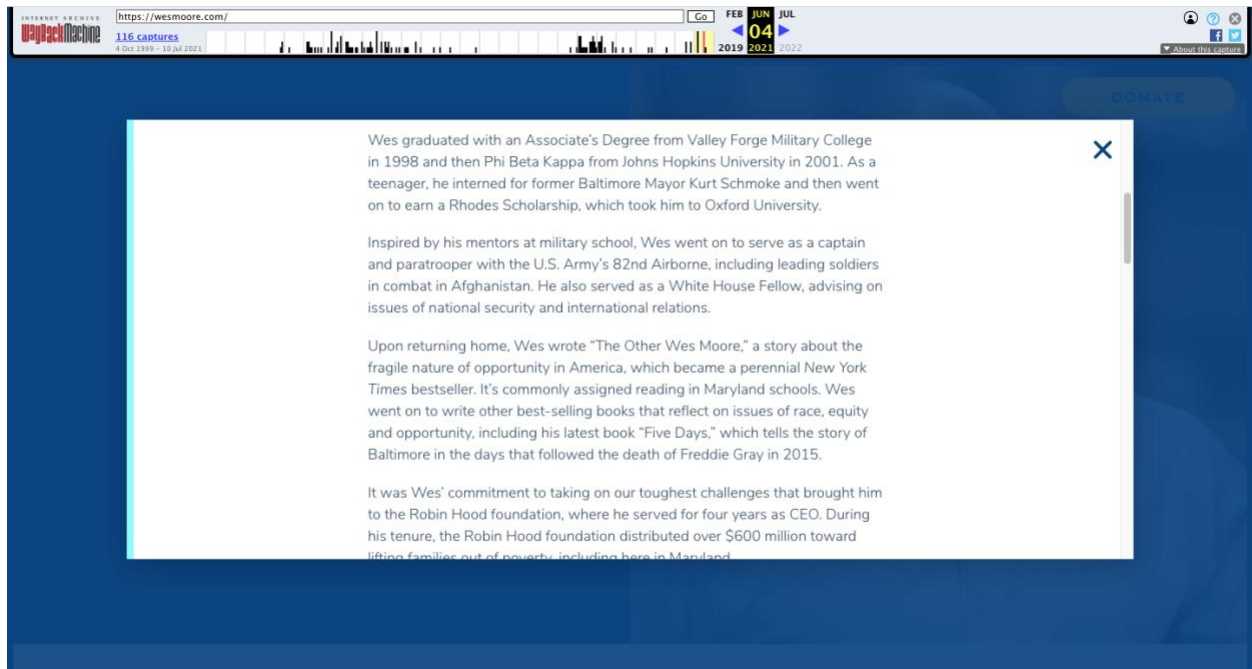 INTERNET ARCHIVE
WayBackMachine
https://wesmoore.com/
Go
FEB JUN JUL
04
2019 2021 2022
116 captures
4 Oct 1999 – 10 Jul 2021
About this capture
DONATE
Wes graduated with an Associate’s Degree from Valley Forge Military College
in 1998 and then Phi Beta Kappa from Johns Hopkins University in 2001. As a
teenager, he interned for former Baltimore Mayor Kurt Schmoke and then went
on to earn a Rhodes Scholarship, which took him to Oxford University.
Inspired by his mentors at military school, Wes went on to serve as a captain
and paratrooper with the U.S. Army’s 82nd Airborne, including leading soldiers
in combat in Afghanistan. He also served as a White House Fellow, advising on
issues of national security and international relations.
Upon returning home, Wes wrote “The Other Wes Moore,” a story about the
fragile nature of opportunity in America, which became a perennial New York
Times bestseller. It’s commonly assigned reading in Maryland schools. Wes
went on to write other best-selling books that reflect on issues of race, equity
and opportunity, including his latest book “Five Days,” which tells the story of
Baltimore in the days that followed the death of Freddie Gray in 2015.
It was Wes’ commitment to taking on our toughest challenges that brought him
to the Robin Hood foundation, where he served for four years as CEO. During
his tenure, the Robin Hood foundation distributed over $600 million toward
lifting families out of poverty, including here in Maryland.